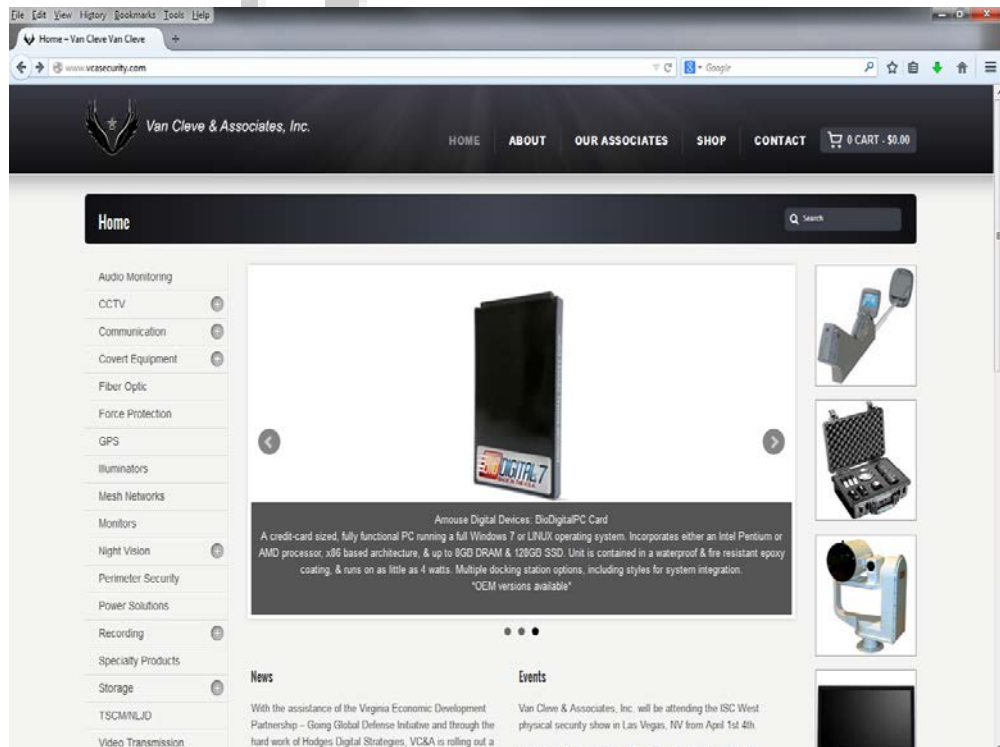 File Edit View History Bookmarks Tools Help
Home – Van Cleve Van Cleve
www.vcasecurity.com
Google
Van Cleve & Associates, Inc.
HOME ABOUT OUR ASSOCIATES SHOP CONTACT 0 CART - $0.00
Home
Search
Audio Monitoring
CCTV
Communication
Covert Equipment
Fiber Optic
Force Protection
GPS
Illuminators
Mesh Networks
Monitors
Night Vision
Perimeter Security
Power Solutions
Recording
Specialty Products
Storage
TSCM/NLJD
Video Transmission
DIGITAL 7
Amouse Digital Devices: BioDigitalPC Card
A credit-card sized, fully functional PC running a full Windows 7 or LINUX operating system. Incorporates either an Intel Pentium or
AMD processor, x86 based architecture, & up to 8GB DRAM & 128GB SSD. Unit is contained in a waterproof & fire resistant epoxy
coating, & runs on as little as 4 watts. Multiple docking station options, including styles for system integration.
*OEM versions available*
News
With the assistance of the Virginia Economic Development
Partnership – Going Global Defense Initiative and through the
hard work of Hodges Digital Strategies, VC&A is rolling out a
Events
Van Cleve & Associates, Inc. will be attending the ISC West
physical security show in Las Vegas, NV from April 1st 4th